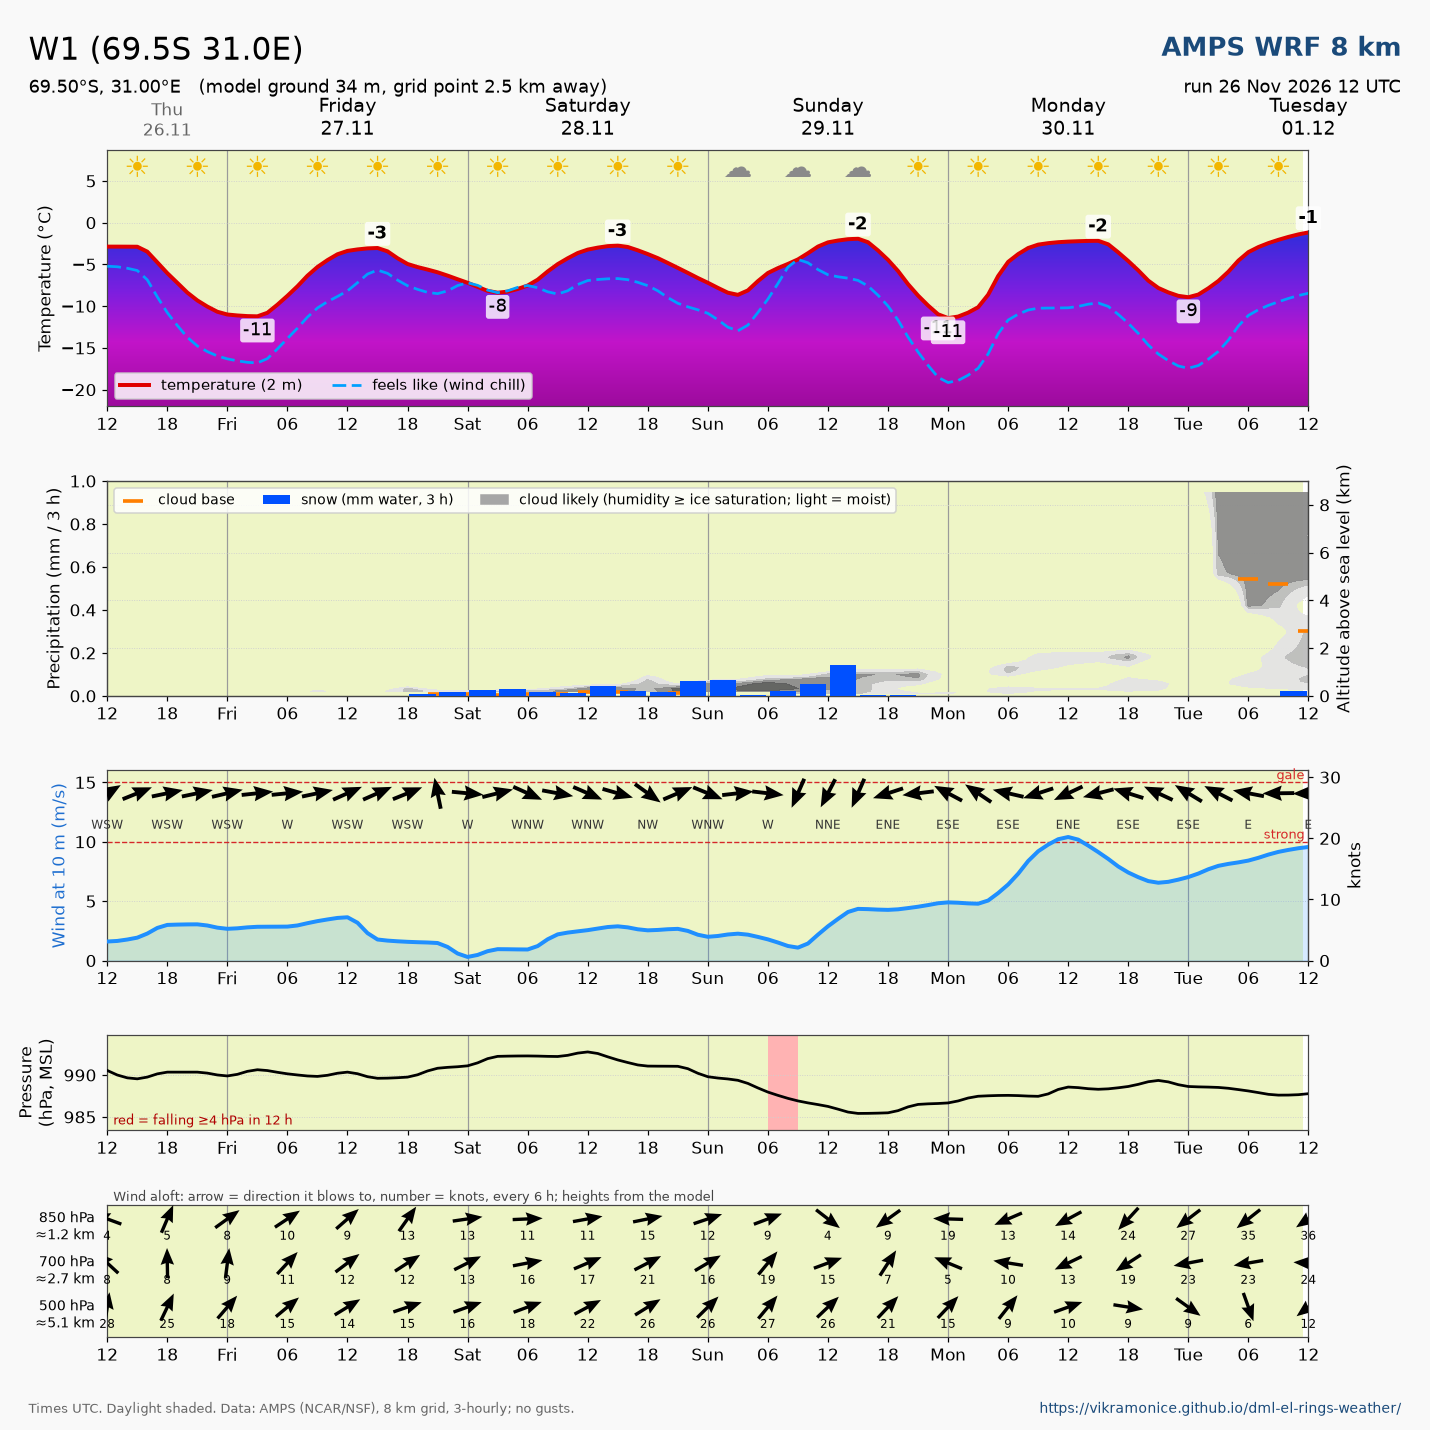 W1 (69.5S 31.0E)
AMPS WRF 8 km
69.50°S, 31.00°E (model ground 34 m, grid point 2.5 km away)
run 26 Nov 2026 12 UTC
Thu Friday Saturday Sunday Monday Tuesday
26.11 27.11 28.11 29.11 30.11 01.12
Temperature (°C)
5
0
−5
−10
−15
−20
-3 -3 -2 -2 -1
-11 -8 -11 -9
temperature (2 m) feels like (wind chill)
12 18 Fri 06 12 18 Sat 06 12 18 Sun 06 12 18 Mon 06 12 18 Tue 06 12
Precipitation (mm / 3 h)
1.0
0.8
0.6
0.4
0.2
0.0
cloud base snow (mm water, 3 h) cloud likely (humidity ≥ ice saturation; light = moist)
8
6
4
2
0
Altitude above sea level (km)
12 18 Fri 06 12 18 Sat 06 12 18 Sun 06 12 18 Mon 06 12 18 Tue 06 12
Wind at 10 m (m/s)
15
10
5
0
gale
WSW WSW WSW W WSW WSW W WNW WNW NW WNW W NNE ENE ESE ESE ENE ESE ESE E E
strong
30
20
10
0
knots
12 18 Fri 06 12 18 Sat 06 12 18 Sun 06 12 18 Mon 06 12 18 Tue 06 12
Pressure
(hPa, MSL)
990
985
red = falling ≥4 hPa in 12 h
12 18 Fri 06 12 18 Sat 06 12 18 Sun 06 12 18 Mon 06 12 18 Tue 06 12
Wind aloft: arrow = direction it blows to, number = knots, every 6 h; heights from the model
850 hPa
≈1.2 km 4 5 8 10 9 13 13 11 11 15 12 9 4 9 19 13 14 24 27 35 36
700 hPa
≈2.7 km 8 8 9 11 12 12 13 16 17 21 16 19 15 7 5 10 13 19 23 23 24
500 hPa
≈5.1 km 28 25 18 15 14 15 16 18 22 26 26 27 26 21 15 9 10 9 9 6 12
12 18 Fri 06 12 18 Sat 06 12 18 Sun 06 12 18 Mon 06 12 18 Tue 06 12
Times UTC. Daylight shaded. Data: AMPS (NCAR/NSF), 8 km grid, 3-hourly; no gusts.
https://vikramonice.github.io/dml-el-rings-weather/